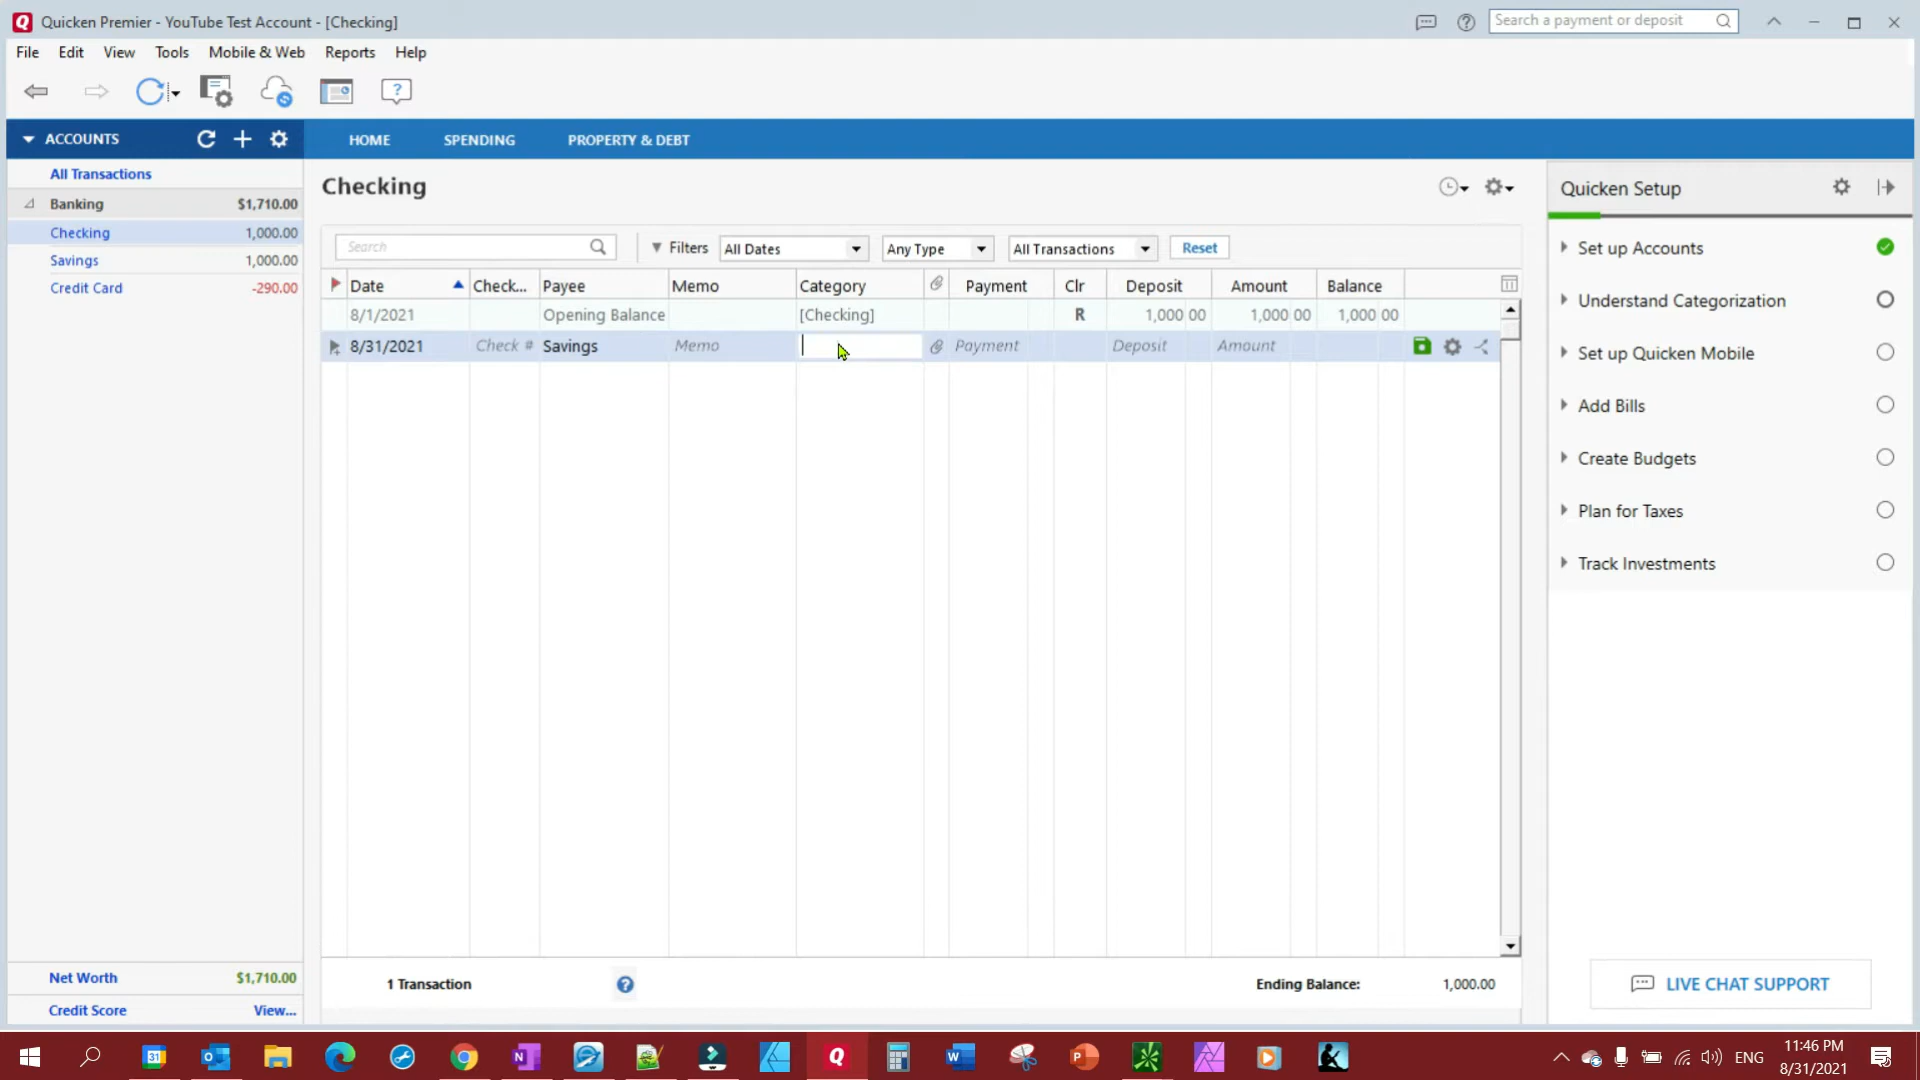 Quicken Premier - YouTube Test Account - [Checking]
Search a payment or deposit
File Edit View Tools Mobile & Web Reports Help
ACCOUNTS
HOME SPENDING PROPERTY & DEBT
All Transactions
Banking $1,710.00
Checking 1,000.00
Savings 1,000.00
Credit Card -290.00
Checking
Search
Filters All Dates Any Type All Transactions Reset
Date Check... Payee Memo Category Payment Clr Deposit Amount Balance
8/1/2021 Opening Balance [Checking] R 1,000 00 1,000 00 1,000 00
8/31/2021 Check # Savings Memo Payment Deposit Amount
Quicken Setup
Set up Accounts
Understand Categorization
Set up Quicken Mobile
Add Bills
Create Budgets
Plan for Taxes
Track Investments
LIVE CHAT SUPPORT
Net Worth $1,710.00
Credit Score View...
1 Transaction
Ending Balance: 1,000.00
31
ENG
11:46 PM
8/31/2021